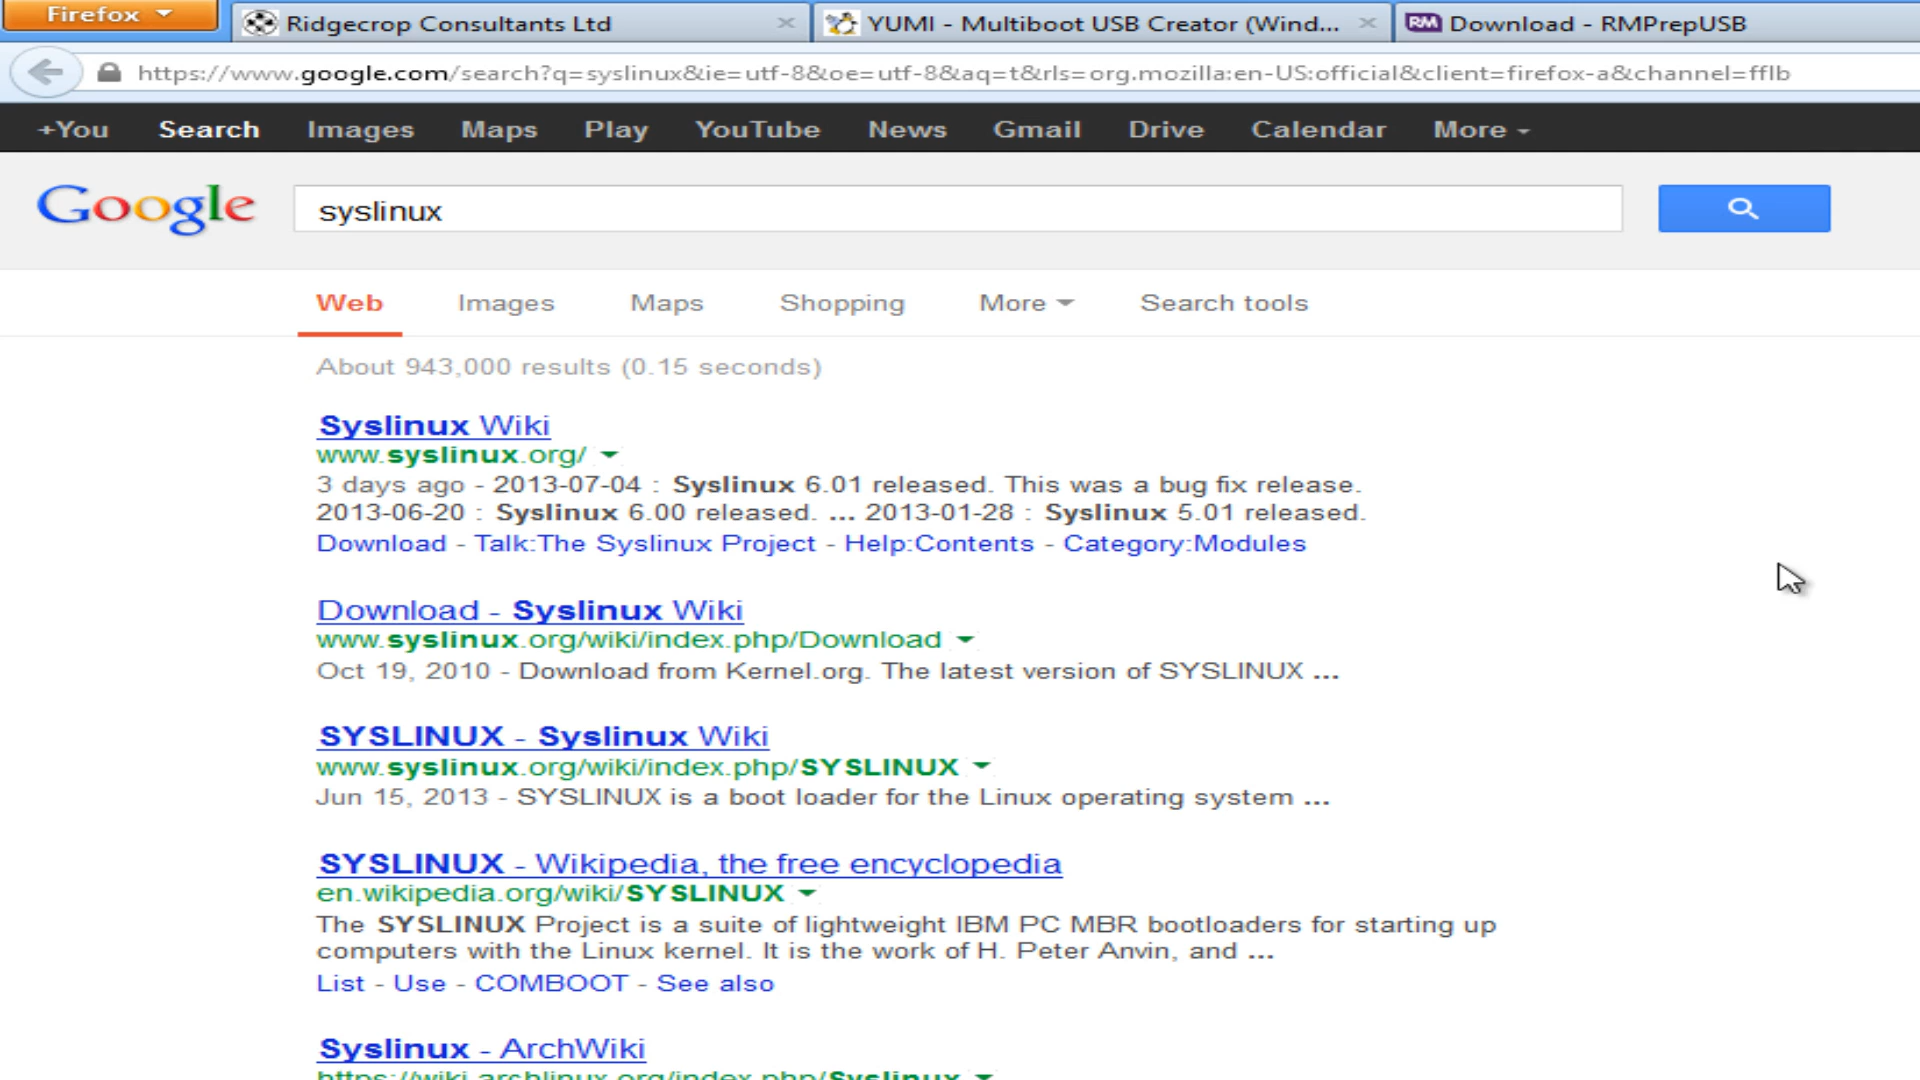 Firefox
Ridgecrop Consultants Ltd
YUMI - Multiboot USB Creator (Wind...
RM Download - RMPrepUSB
https://www.google.com/search?q=syslinux&ie=utf-8&oe=utf-8&aq=t&rls=org.mozilla:en-US:official&client=firefox-a&channel=fflb
+You Search Images Maps Play YouTube News Gmail Drive Calendar More
Google
syslinux
Web Images Maps Shopping More Search tools
About 943,000 results (0.15 seconds)
Syslinux Wiki
www.syslinux.org/
3 days ago - 2013-07-04 : Syslinux 6.01 released. This was a bug fix release.
2013-06-20 : Syslinux 6.00 released. ... 2013-01-28 : Syslinux 5.01 released.
Download - Talk:The Syslinux Project - Help:Contents - Category:Modules
Download - Syslinux Wiki
www.syslinux.org/wiki/index.php/Download
Oct 19, 2010 - Download from Kernel.org. The latest version of SYSLINUX ...
SYSLINUX - Syslinux Wiki
www.syslinux.org/wiki/index.php/SYSLINUX
Jun 15, 2013 - SYSLINUX is a boot loader for the Linux operating system ...
SYSLINUX - Wikipedia, the free encyclopedia
en.wikipedia.org/wiki/SYSLINUX
The SYSLINUX Project is a suite of lightweight IBM PC MBR bootloaders for starting up
computers with the Linux kernel. It is the work of H. Peter Anvin, and ...
List - Use - COMBOOT - See also
Syslinux - ArchWiki
https://wiki.archlinux.org/index.php/Syslinux